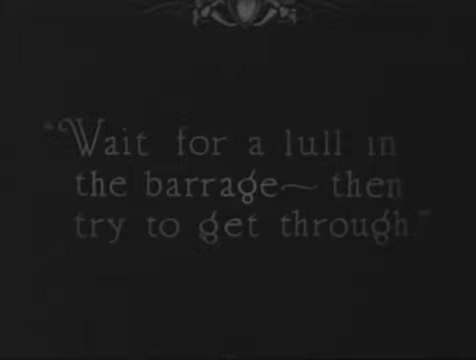 "Wait for a lull in
the barrage~ then
try to get through."